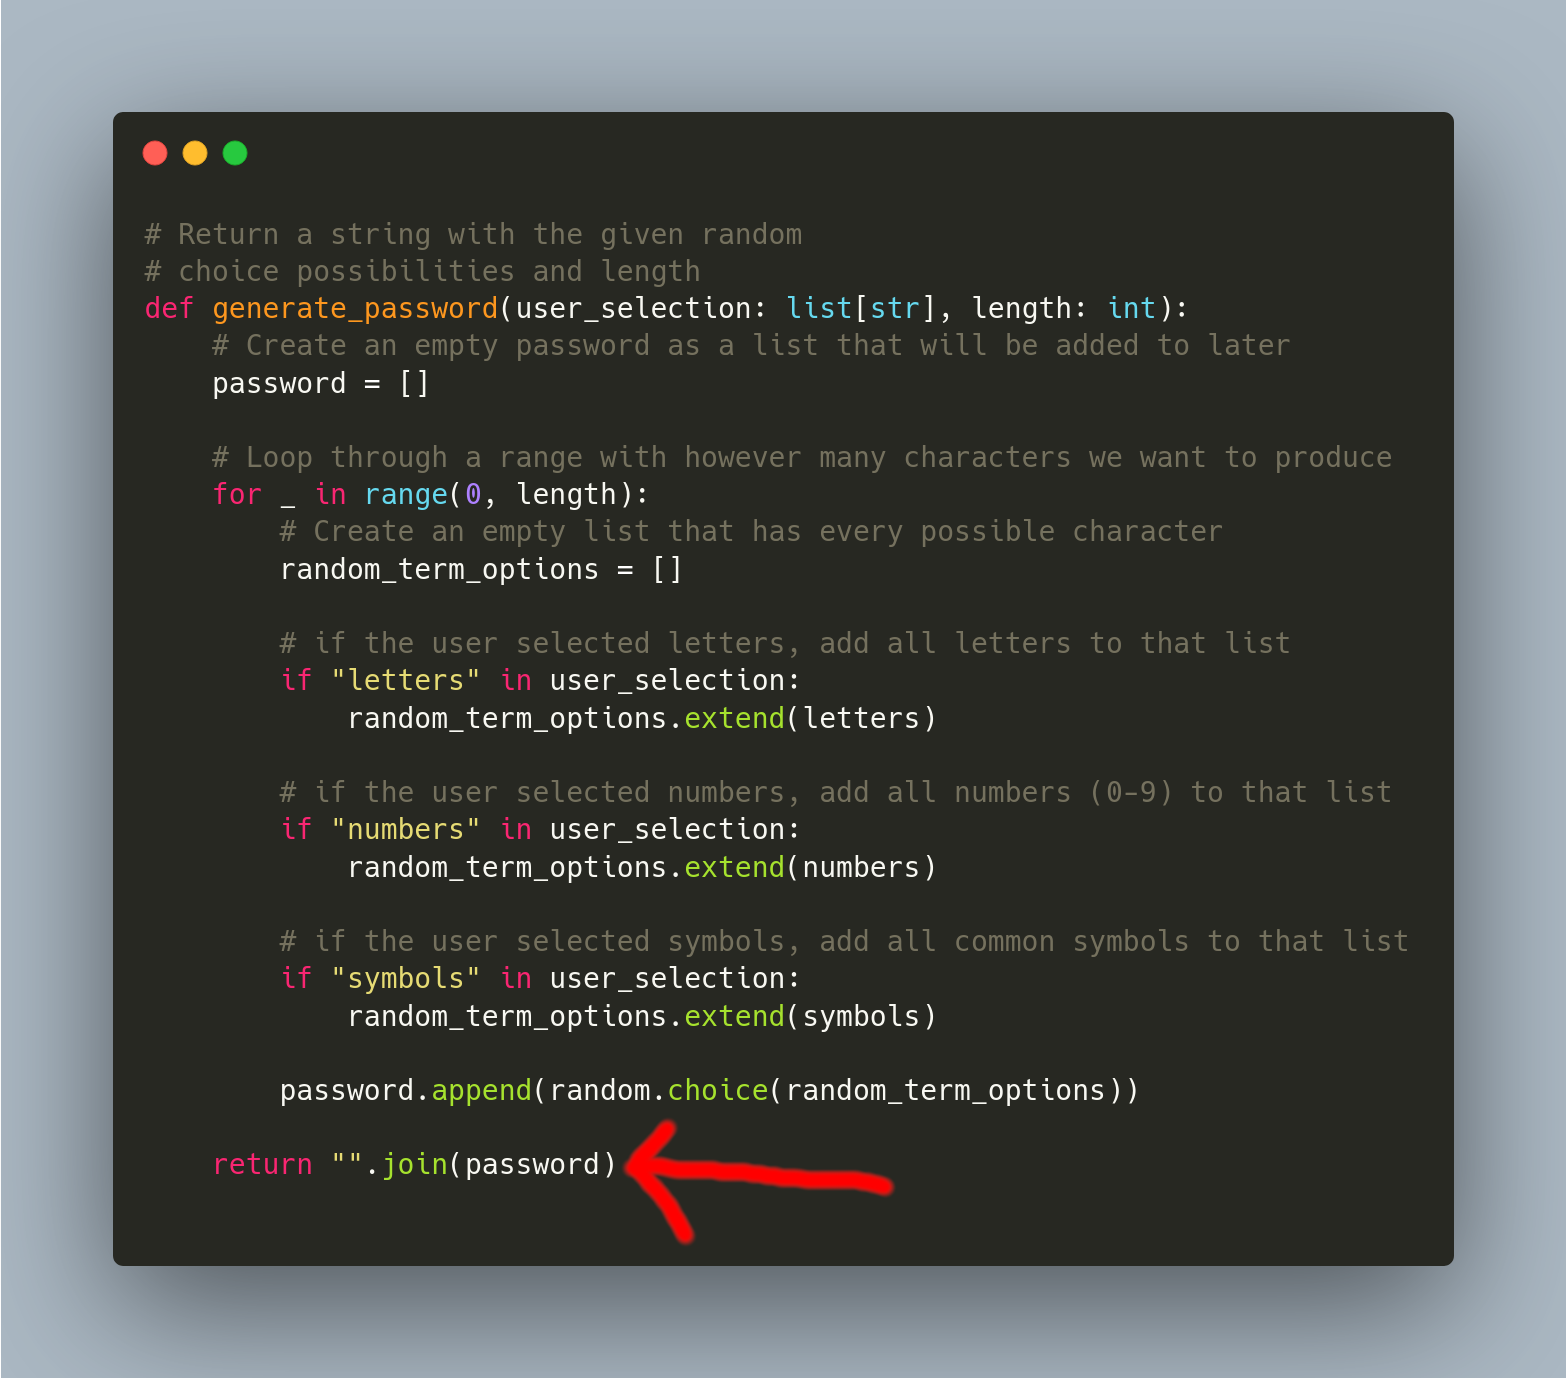 # Return a string with the given random
# choice possibilities and length
def generate_password(user_selection: list[str], length: int):
    # Create an empty password as a list that will be added to later
    password = []

    # Loop through a range with however many characters we want to produce
    for _ in range(0, length):
        # Create an empty list that has every possible character
        random_term_options = []

        # if the user selected letters, add all letters to that list
        if "letters" in user_selection:
            random_term_options.extend(letters)

        # if the user selected numbers, add all numbers (0-9) to that list
        if "numbers" in user_selection:
            random_term_options.extend(numbers)

        # if the user selected symbols, add all common symbols to that list
        if "symbols" in user_selection:
            random_term_options.extend(symbols)

        password.append(random.choice(random_term_options))

    return "".join(password)